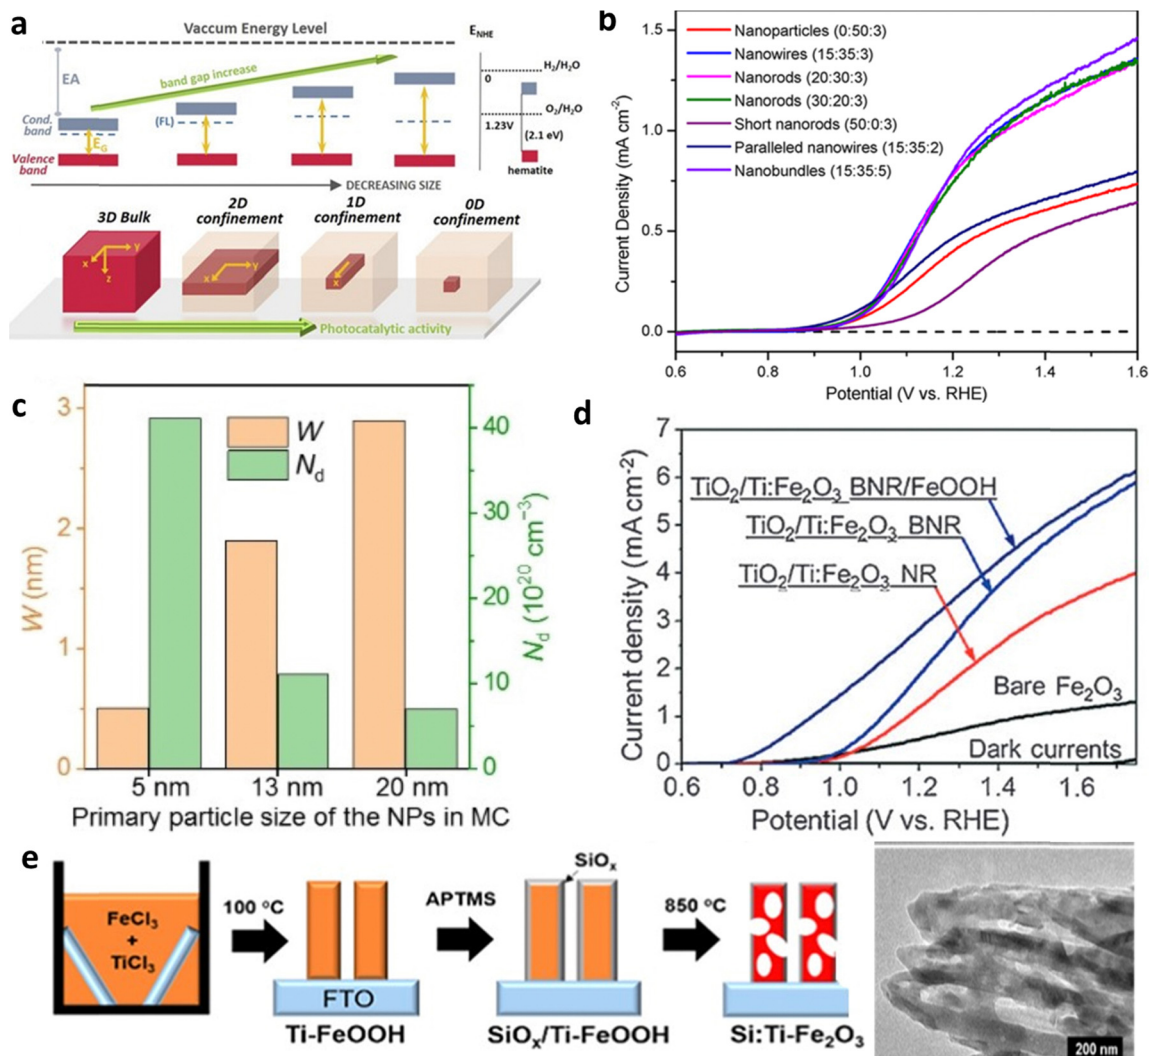 a
Vaccum Energy Level
E_NHE
EA
band gap increase
H₂/H₂O
0
Cond.
band
(FL)
O₂/H₂O
1.23V
E_G
(2.1 eV)
Valence
band
hematite
DECREASING SIZE
3D Bulk
2D
confinement
1D
confinement
0D
confinement
x
y
z
x
y
x
Photocatalytic activity
b
Current Density (mA cm⁻²)
1.5
1.0
0.5
0.0
Nanoparticles (0:50:3)
Nanowires (15:35:3)
Nanorods (20:30:3)
Nanorods (30:20:3)
Short nanorods (50:0:3)
Paralleled nanowires (15:35:2)
Nanobundles (15:35:5)
0.6 0.8 1.0 1.2 1.4 1.6
Potential (V vs. RHE)
c
W (nm)
3
2
1
0
W
N_d
40
30
20
10
0
N_d (10²⁰ cm⁻³)
5 nm 13 nm 20 nm
Primary particle size of the NPs in MC
d
Current density (mA cm⁻²)
7
6
5
4
3
2
1
0
TiO₂/Ti:Fe₂O₃ BNR/FeOOH
TiO₂/Ti:Fe₂O₃ BNR
TiO₂/Ti:Fe₂O₃ NR
Bare Fe₂O₃
Dark currents
0.6 0.8 1.0 1.2 1.4 1.6
Potential (V vs. RHE)
e
FeCl₃
+
TiCl₃
100 °C
FTO
Ti-FeOOH
APTMS
SiOₓ
SiOₓ/Ti-FeOOH
850 °C
Si:Ti-Fe₂O₃
200 nm